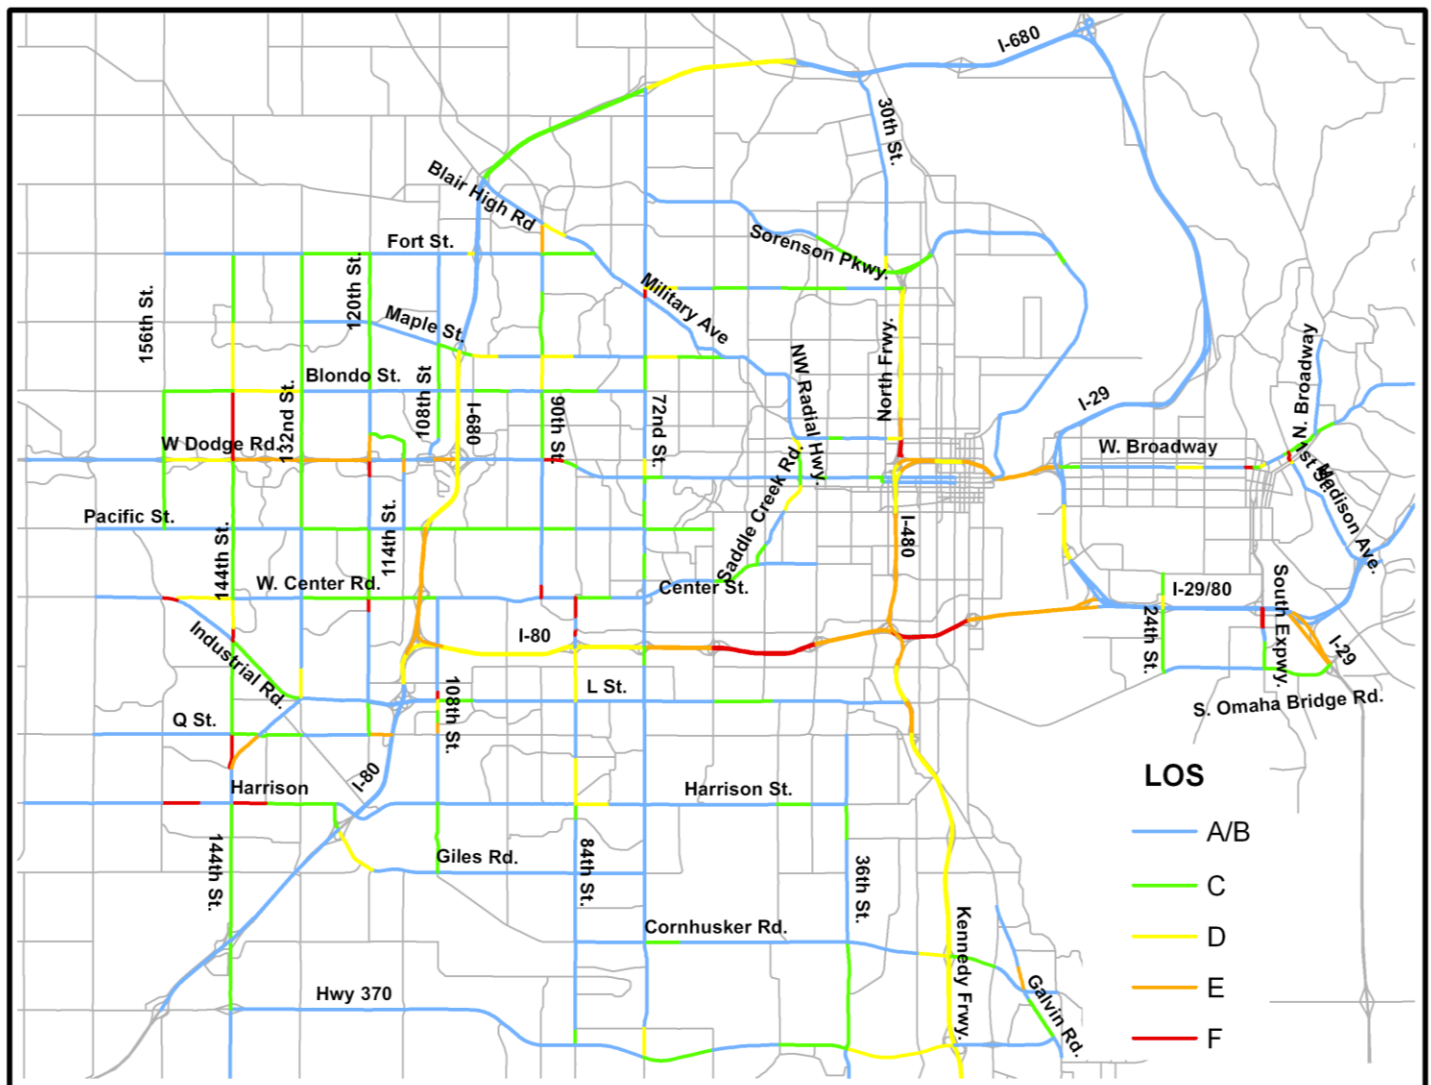 I-680
30th St.
Blair High Rd
Fort St.
Sorenson Pkwy.
120th St.
156th St.
Maple St.
Military Ave
North Frwy.
NW Radial Hwy.
N. Broadway
Blondo St.
132nd St.
108th St
I-680
90th St.
72nd St.
I-29
W Dodge Rd.
W. Broadway
1st St.
Madison Ave.
Saddle Creek Rd.
Pacific St.
114th St.
144th St.
I-480
W. Center Rd.
Center St.
I-29/80
24th St.
South Expwy.
I-29
Industrial Rd.
I-80
L St.
108th St.
S. Omaha Bridge Rd.
Q St.
I-80
Harrison
Harrison St.
LOS
A/B
C
D
E
F
144th St.
Giles Rd.
84th St.
36th St.
Cornhusker Rd.
Kennedy Frwy.
Galvin Rd.
Hwy 370